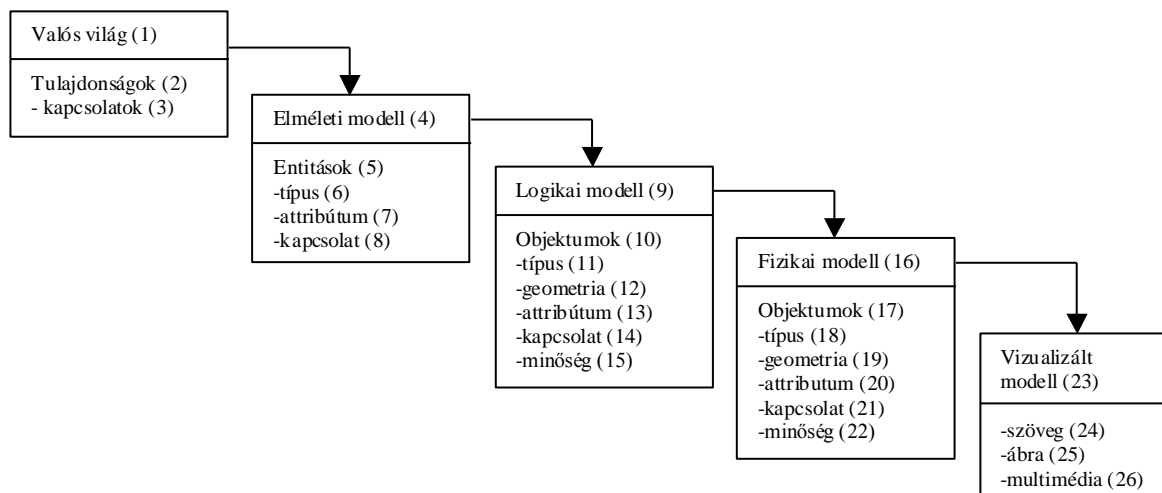 Valós világ (1)
Tulajdonságok (2)
- kapcsolatok (3)
Elméleti modell (4)
Entitások (5)
-típus (6)
-attribútum (7)
-kapcsolat (8)
Logikai modell (9)
Objektumok (10)
-típus (11)
-geometria (12)
-attribútum (13)
-kapcsolat (14)
-minőség (15)
Fizikai modell (16)
Objektumok (17)
-típus (18)
-geometria (19)
-attributum (20)
-kapcsolat (21)
-minőség (22)
Vizualizált
modell (23)
-szöveg (24)
-ábra (25)
-multimédia (26)